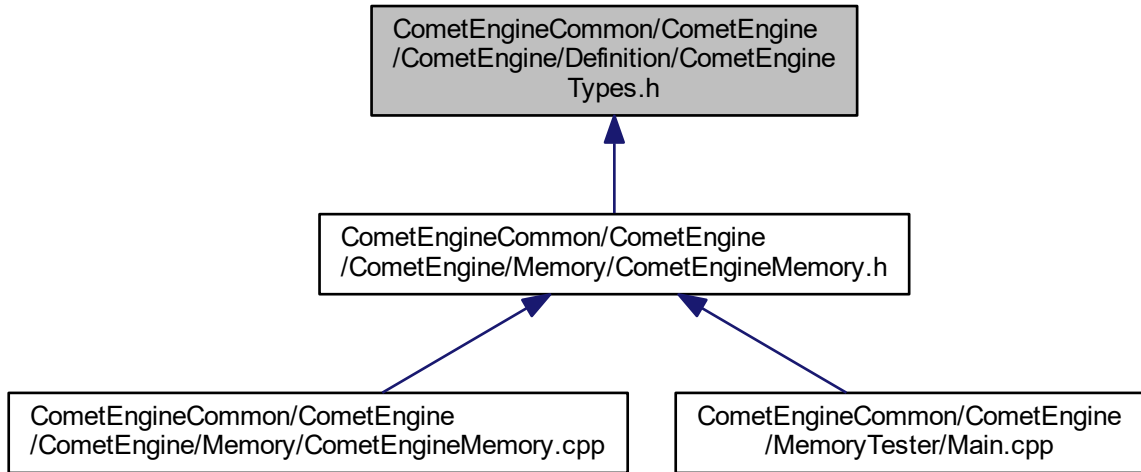 CometEngineCommon/CometEngine
/CometEngine/Definition/CometEngine
Types.h
CometEngineCommon/CometEngine
/CometEngine/Memory/CometEngineMemory.h
CometEngineCommon/CometEngine
/CometEngine/Memory/CometEngineMemory.cpp
CometEngineCommon/CometEngine
/MemoryTester/Main.cpp